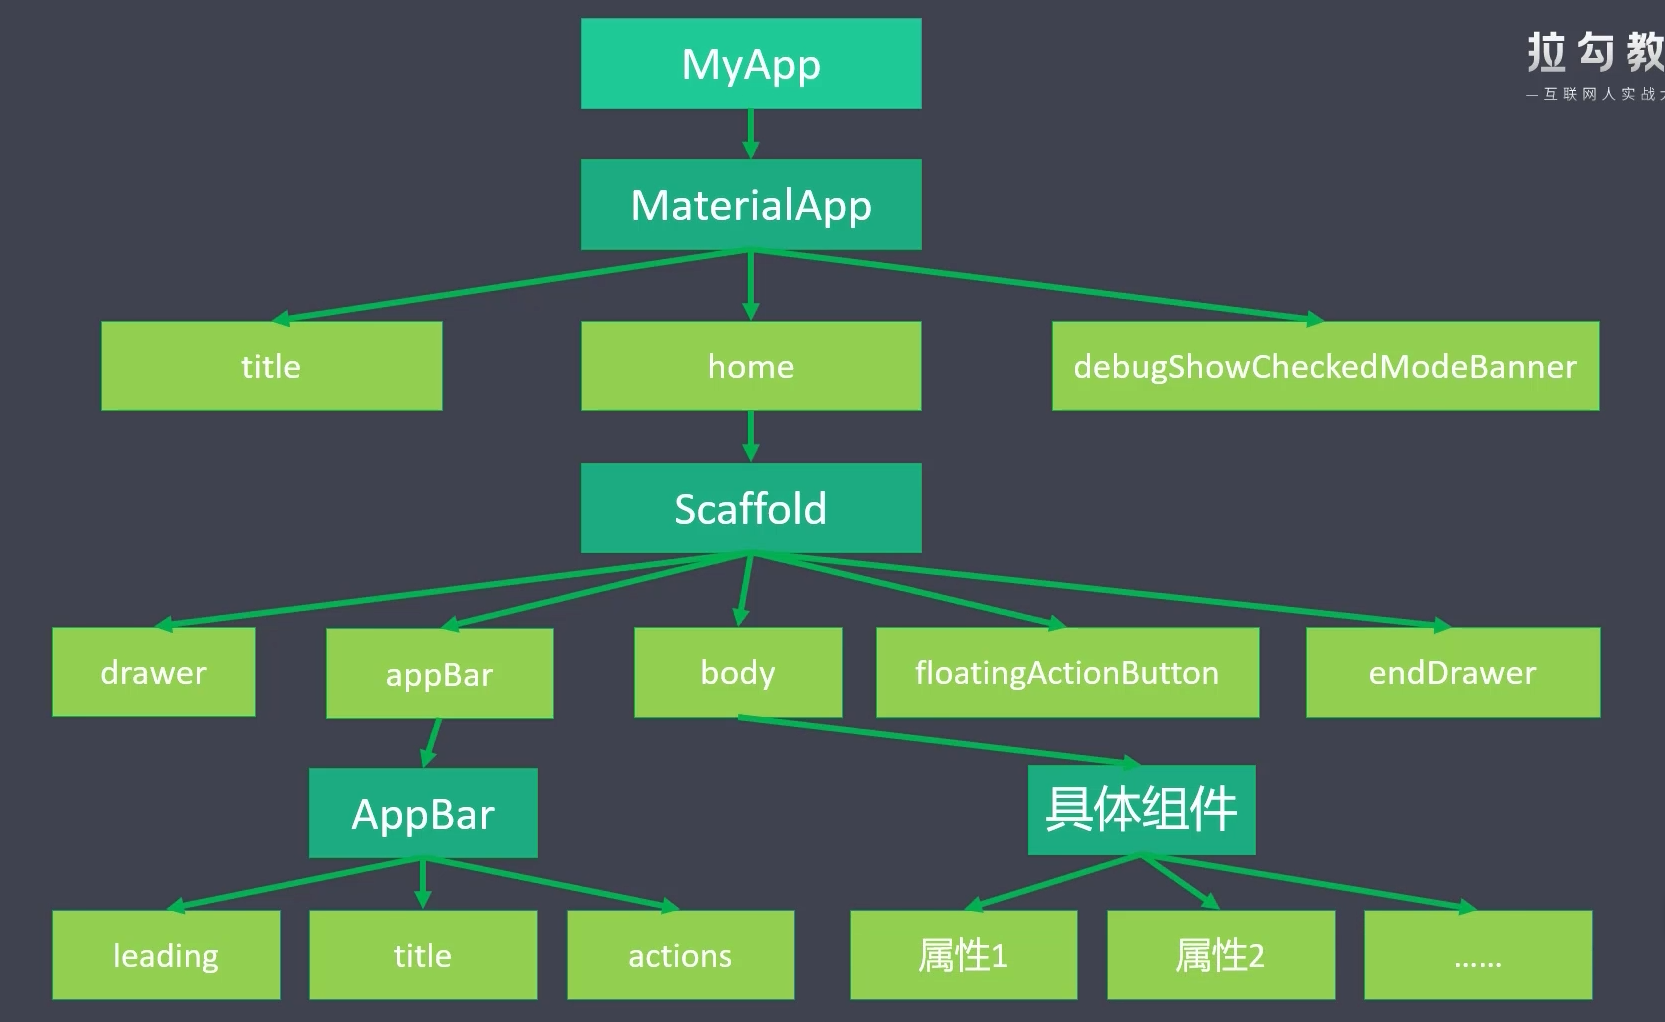 MyApp
拉勾教
—互联网人实战
MaterialApp
title
home
debugShowCheckedModeBanner
Scaffold
drawer
appBar
body
floatingActionButton
endDrawer
AppBar
具体组件
leading
title
actions
属性1
属性2
……